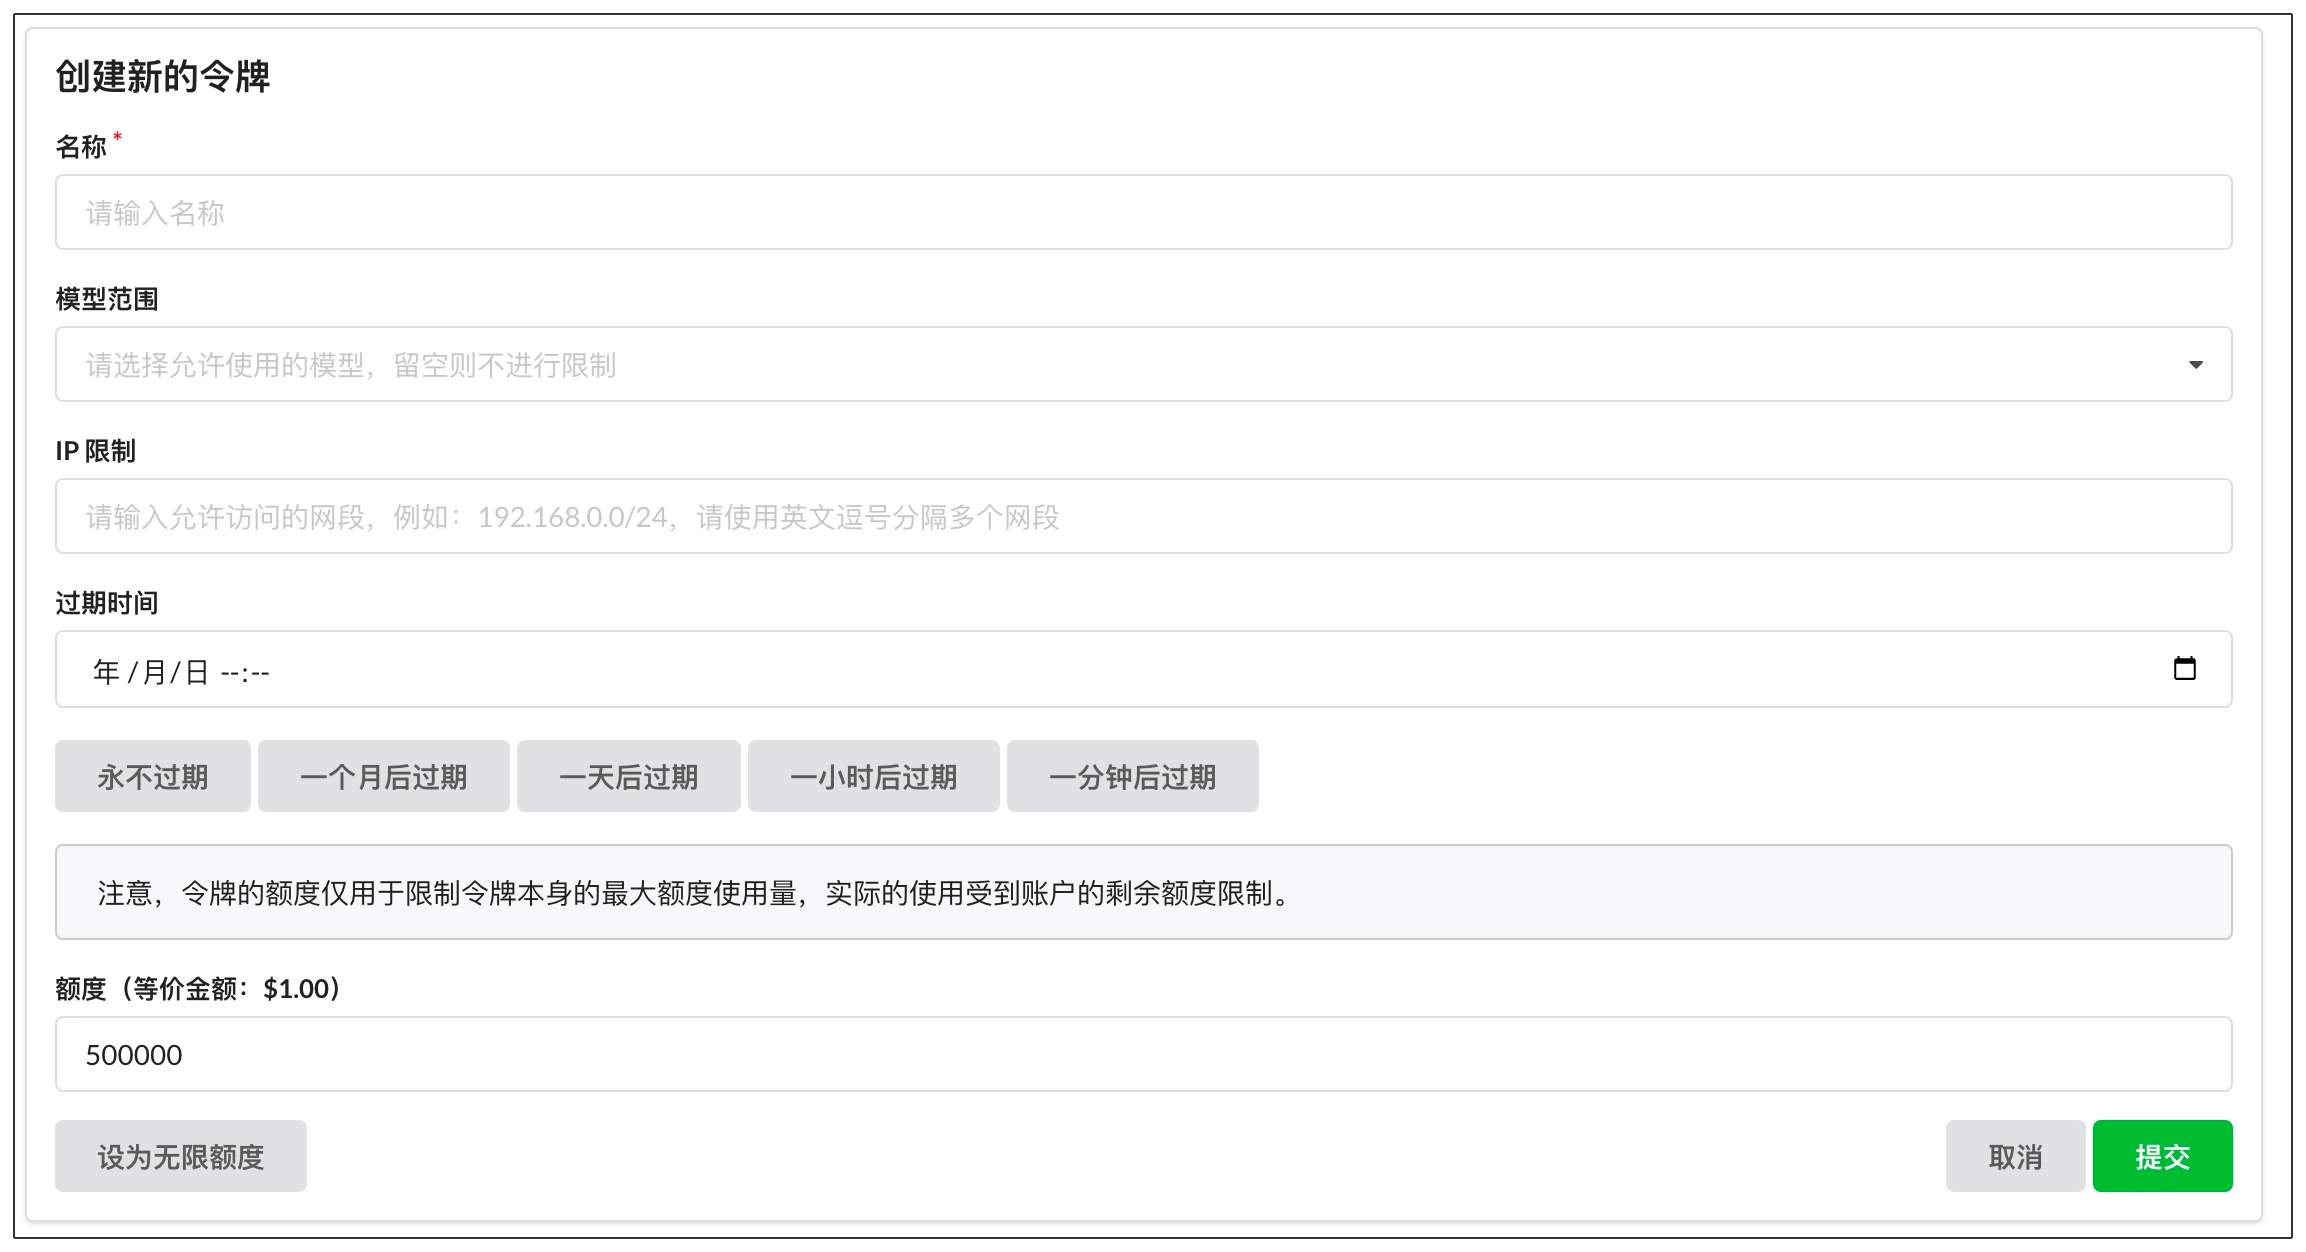 创建新的令牌
名称 *
请输入名称
模型范围
请选择允许使用的模型，留空则不进行限制
IP 限制
请输入允许访问的网段，例如：192.168.0.0/24，请使用英文逗号分隔多个网段
过期时间
年 /月/日 --:--
永不过期 一个月后过期 一天后过期 一小时后过期 一分钟后过期
注意，令牌的额度仅用于限制令牌本身的最大额度使用量，实际的使用受到账户的剩余额度限制。
额度（等价金额：$1.00）
500000
设为无限额度 取消 提交